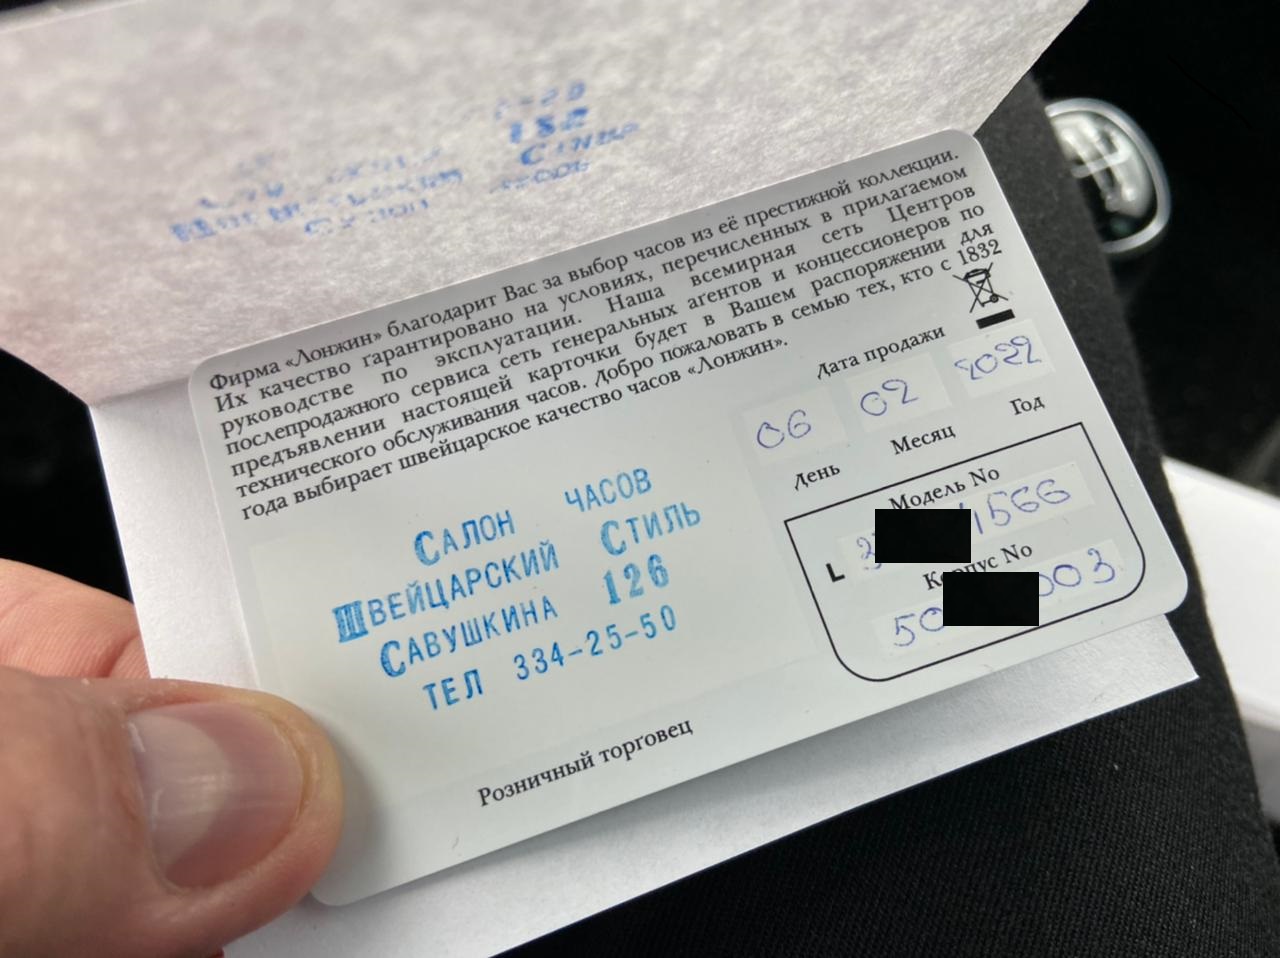 Фирма «Лонжин» благодарит Вас за выбор часов из её престижной коллекции.
Их качество гарантировано на условиях, перечисленных в прилагаемом
руководстве по эксплуатации. Наша всемирная сеть Центров
послепродажного сервиса сеть генеральных агентов и концессионеров по
предъявлении настоящей карточки будет в Вашем распоряжении для
технического обслуживания часов. Добро пожаловать в семью тех, кто с 1832
года выбирает швейцарское качество часов «Лонжин».
Дата продажи
06 02 2022
День Месяц Год
Модель No
L 3 1566
Корпус No
50 003
САЛОН ЧАСОВ
ШВЕЙЦАРСКИЙ СТИЛЬ
САВУШКИНА 126
ТЕЛ 334-25-50
Розничный торговец